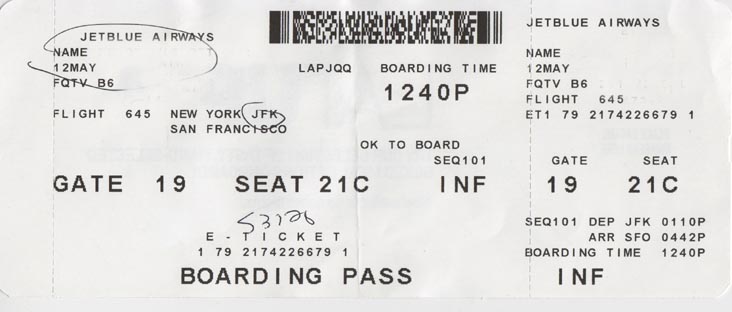 JETBLUE AIRWAYS
NAME
12MAY
FQTV B6
LAPJQQ BOARDING TIME
1240P
FLIGHT 645 NEW YORK JFK
SAN FRANCISCO
OK TO BOARD
SEQ101
GATE 19 SEAT 21C INF
E-TICKET
1 79 2174226679 1
BOARDING PASS
JETBLUE AIRWAYS
NAME
12MAY
FQTV B6
FLIGHT 645
ET1 79 2174226679 1
GATE SEAT
19 21C
SEQ101 DEP JFK 0110P
ARR SFO 0442P
BOARDING TIME 1240P
INF